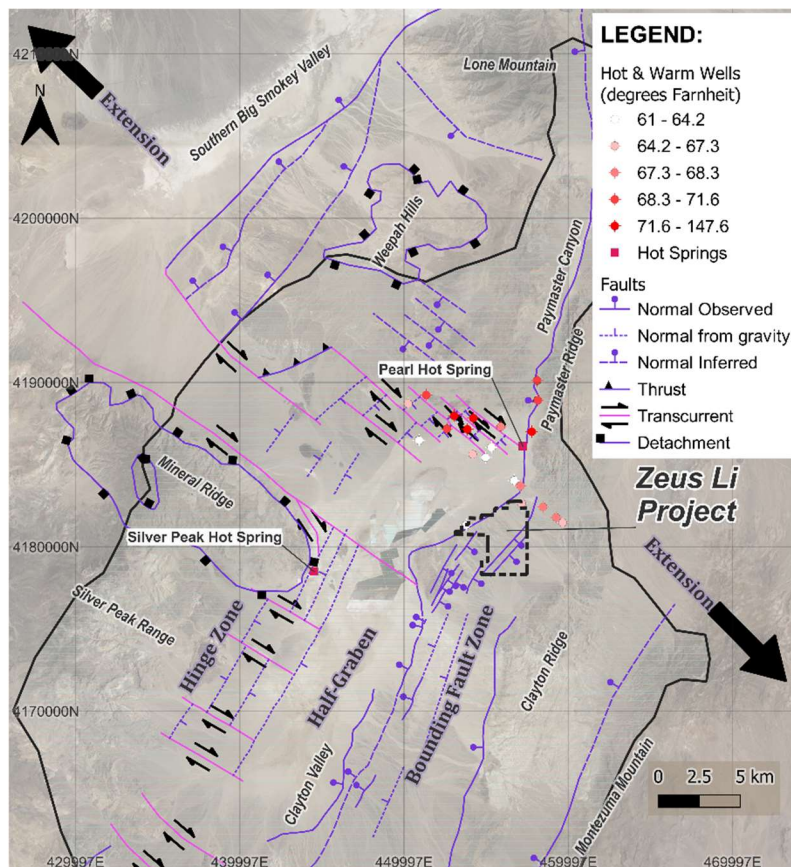 LEGEND:
Hot & Warm Wells
(degrees Farnheit)
61 - 64.2
64.2 - 67.3
67.3 - 68.3
68.3 - 71.6
71.6 - 147.6
Hot Springs
Faults
Normal Observed
Normal from gravity
Normal Inferred
Thrust
Transcurrent
Detachment
N
Extension
Southern Big Smokey Valley
Lone Mountain
4200000N
Weepah Hills
Paymaster Canyon
4190000N
Pearl Hot Spring
Paymaster Ridge
Mineral Ridge
Zeus Li
Project
Silver Peak Hot Spring
4180000N
Extension
Silver Peak Range
Hinge Zone
Half-Graben
Bounding Fault Zone
Clayton Ridge
4170000N
Clayton Valley
Montezuma Mountain
0 2.5 5 km
429997E
439997E
449997E
459997E
469997E